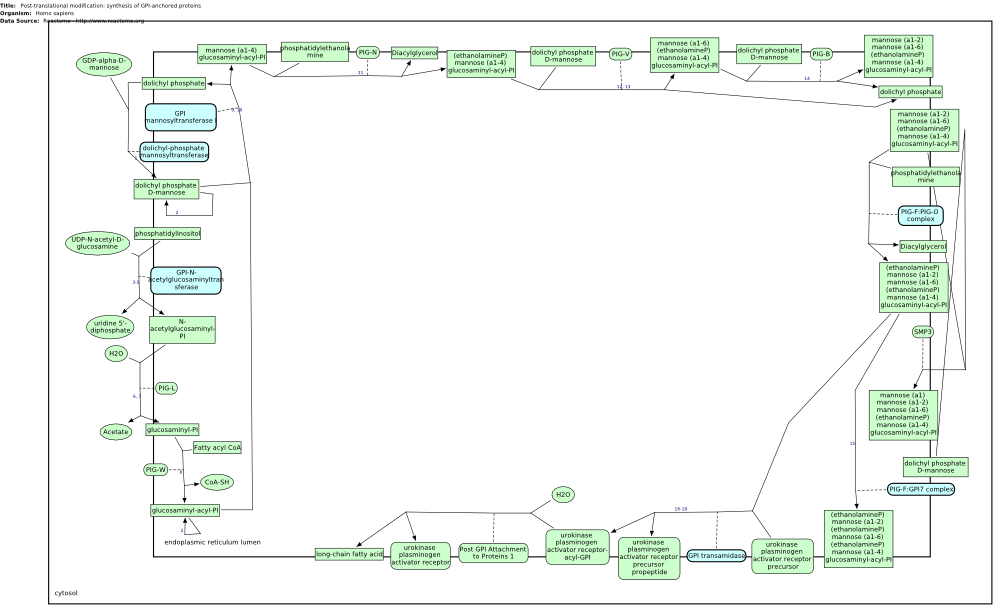 Title: Post-translational modification: synthesis of GPI-anchored proteins
Organism: Homo sapiens
Data Source: Reactome - http://www.reactome.org
GDP-alpha-D-
mannose
mannose (a1-4)
glucosaminyl-acyl-PI
phosphatidylethanola
mine
PIG-N
Diacylglycerol
11
(ethanolamineP)
mannose (a1-4)
glucosaminyl-acyl-PI
dolichyl phosphate
D-mannose
PIG-V
12, 13
mannose (a1-6)
(ethanolamineP)
mannose (a1-4)
glucosaminyl-acyl-PI
dolichyl phosphate
D-mannose
PIG-B
14
mannose (a1-2)
mannose (a1-6)
(ethanolamineP)
mannose (a1-4)
glucosaminyl-acyl-PI
dolichyl phosphate
dolichyl phosphate
GPI
mannosyltransferase I
dolichyl-phosphate
mannosyltransferase
dolichyl phosphate
D-mannose
2
mannose (a1-2)
mannose (a1-6)
(ethanolamineP)
mannose (a1-4)
glucosaminyl-acyl-PI
phosphatidylethanola
mine
PIG-F:PIG-O
complex
Diacylglycerol
(ethanolamineP)
mannose (a1-2)
mannose (a1-6)
(ethanolamineP)
mannose (a1-4)
glucosaminyl-acyl-PI
SMP3
mannose (a1)
mannose (a1-2)
mannose (a1-6)
(ethanolamineP)
mannose (a1-4)
glucosaminyl-acyl-PI
15
dolichyl phosphate
D-mannose
PIG-F:GPI7 complex
(ethanolamineP)
mannose (a1-2)
(ethanolamineP)
mannose (a1-6)
(ethanolamineP)
mannose (a1-4)
glucosaminyl-acyl-PI
phosphatidylinositol
UDP-N-acetyl-D-
glucosamine
GPI-N-
acetylglucosaminyltran
sferase
uridine 5'-
diphosphate
N-
acetylglucosaminyl-
PI
H2O
PIG-L
Acetate
glucosaminyl-PI
Fatty acyl CoA
PIG-W
CoA-SH
glucosaminyl-acyl-PI
2
endoplasmic reticulum lumen
H2O
16-18
long-chain fatty acid
urokinase
plasminogen
activator receptor
Post GPI Attachment
to Proteins 1
urokinase
plasminogen
activator receptor-
acyl-GPI
urokinase
plasminogen
activator receptor
precursor
propeptide
GPI transamidase
urokinase
plasminogen
activator receptor
precursor
cytosol